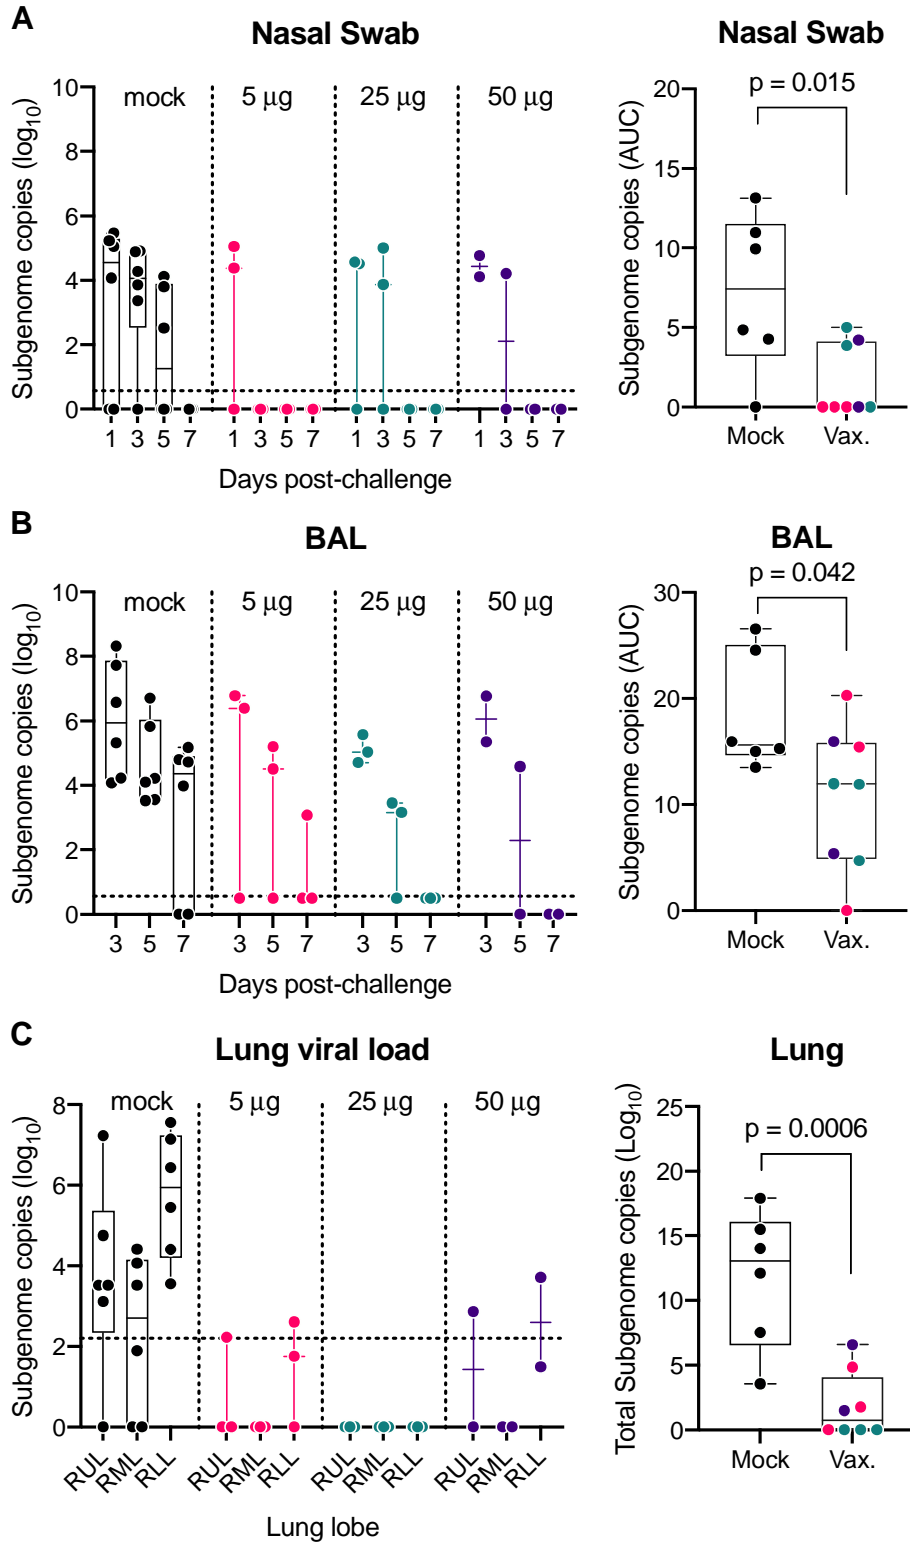 A
Nasal Swab
Nasal Swab
Subgenome copies (log10)
10
8
6
4
2
0
mock
5 µg
25 µg
50 µg
1 3 5 7 1 3 5 7 1 3 5 7 1 3 5 7
Days post-challenge
Subgenome copies (AUC)
20
15
10
5
0
p = 0.015
Mock Vax.
B
BAL
BAL
Subgenome copies (log10)
10
8
6
4
2
0
mock
5 µg
25 µg
50 µg
3 5 7 3 5 7 3 5 7 3 5 7
Days post-challenge
Subgenome copies (AUC)
30
20
10
0
p = 0.042
Mock Vax.
C
Lung viral load
Lung
Subgenome copies (log10)
8
6
4
2
0
mock
5 µg
25 µg
50 µg
RUL RML RLL RUL RML RLL RUL RML RLL RUL RML RLL
Lung lobe
Total Subgenome copies (Log10)
25
20
15
10
5
0
p = 0.0006
Mock Vax.